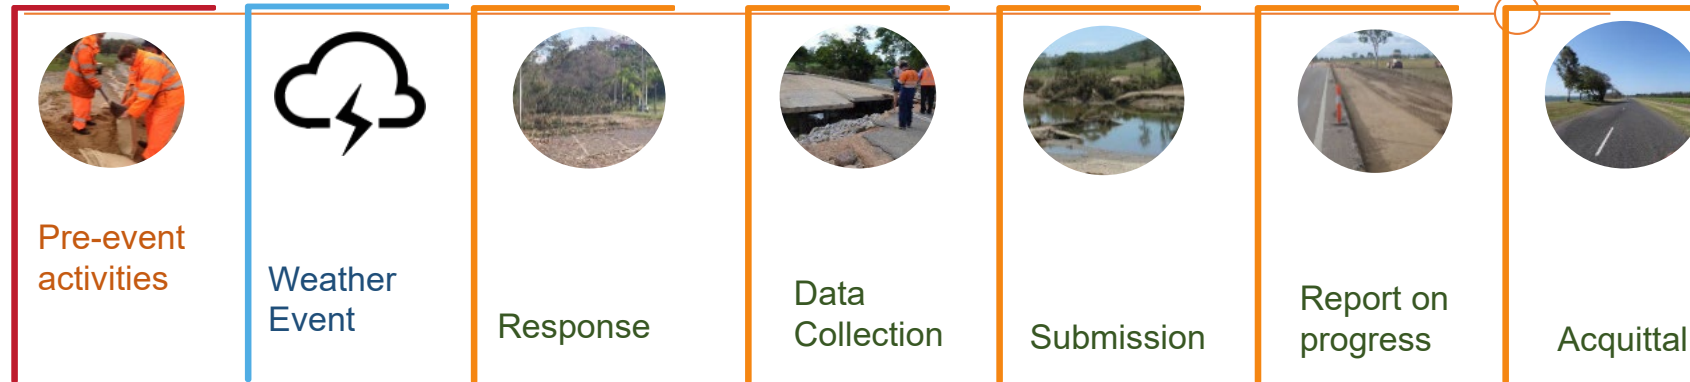 Pre-event
activities
Weather
Event
Response
Data
Collection
Submission
Report on
progress
Acquittal